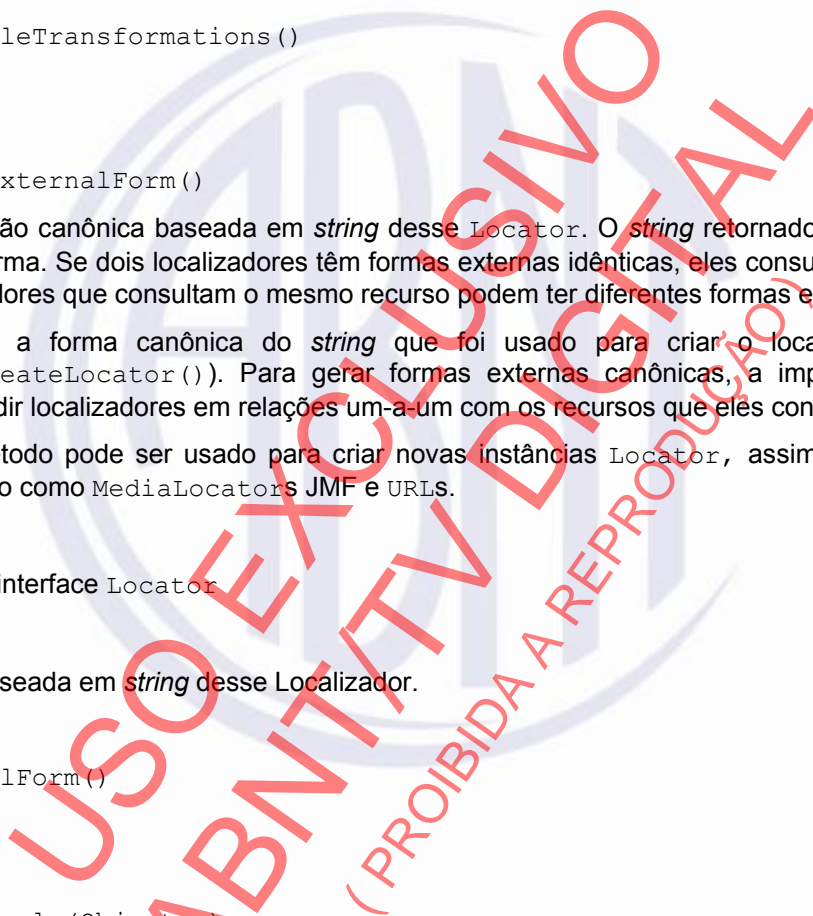 leTransformations()
xternalForm()
ão canônica baseada em string desse Locator. O string retornado
rma. Se dois localizadores têm formas externas idênticas, eles consu
dores que consultam o mesmo recurso podem ter diferentes formas e
a forma canônica do string que foi usado para criar o loca
eateLocator()). Para gerar formas externas canônicas, a imp
dir localizadores em relações um-a-um com os recursos que eles con
todo pode ser usado para criar novas instâncias Locator, assim
o como MediaLocators JMF e URLs.
interface Locator
seada em string desse Localizador.
lForm()
USO EXCLUSIVO
ABNT/TV DIGITAL
( PROIBIDA A REPRODUÇÃO )
ABNT